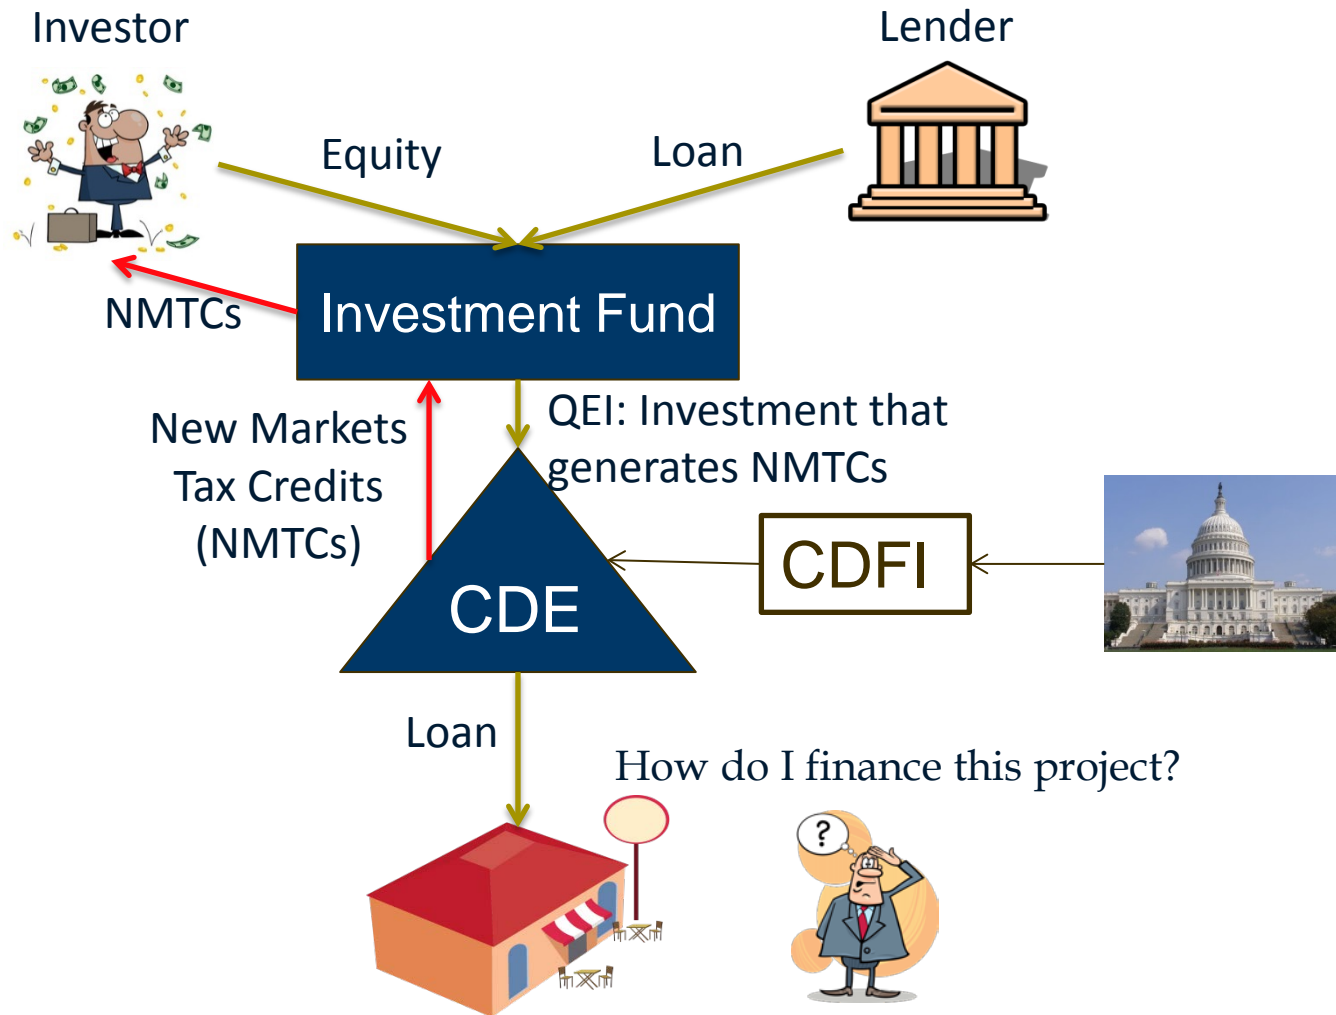 Investor
Lender
Equity
Loan
NMTCs
Investment Fund
New Markets
Tax Credits
(NMTCs)
QEI: Investment that
generates NMTCs
CDFI
CDE
Loan
How do I finance this project?
?